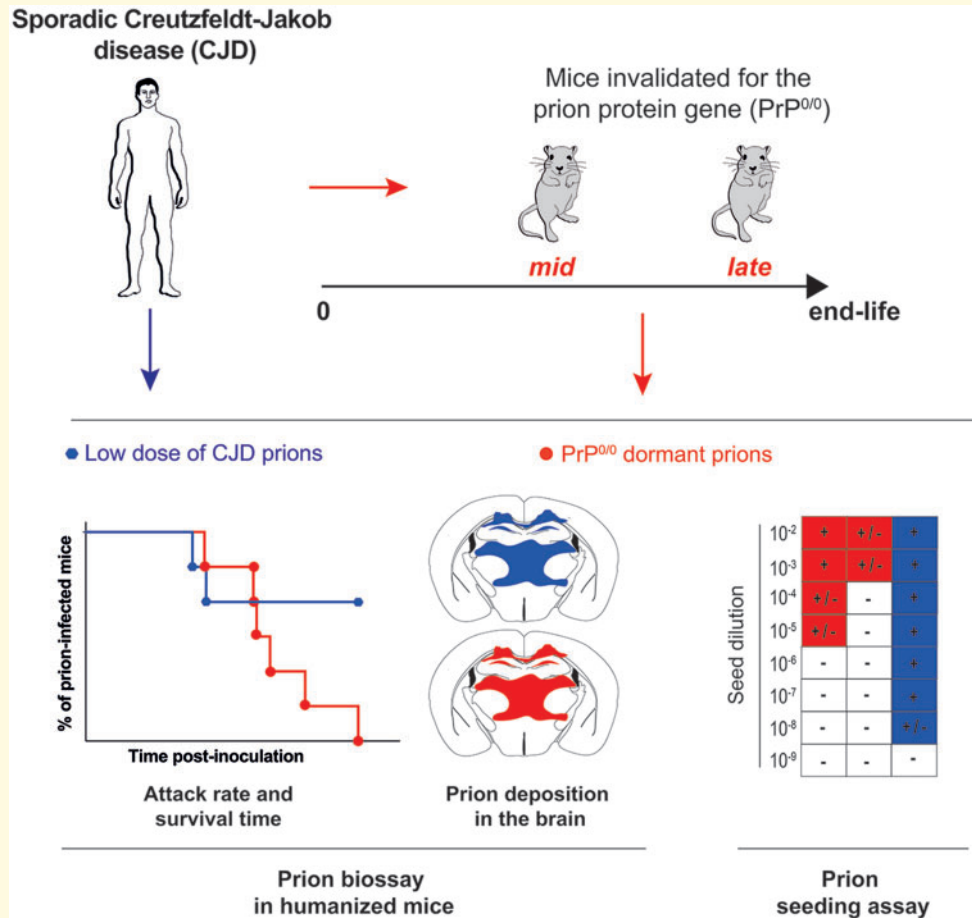 Sporadic Creutzfeldt-Jakob
disease (CJD)
Mice invalidated for the
prion protein gene (PrP0/0)
mid
late
0
end-life
Low dose of CJD prions
PrP0/0 dormant prions
% of prion-infected mice
Time post-inoculation
Attack rate and
survival time
Prion deposition
in the brain
Seed dilution
10-2 + +/- +
10-3 + +/- +
10-4 +/- - +
10-5 +/- - +
10-6 - - +
10-7 - - +
10-8 - - +/-
10-9 - - -
Prion biossay
in humanized mice
Prion
seeding assay